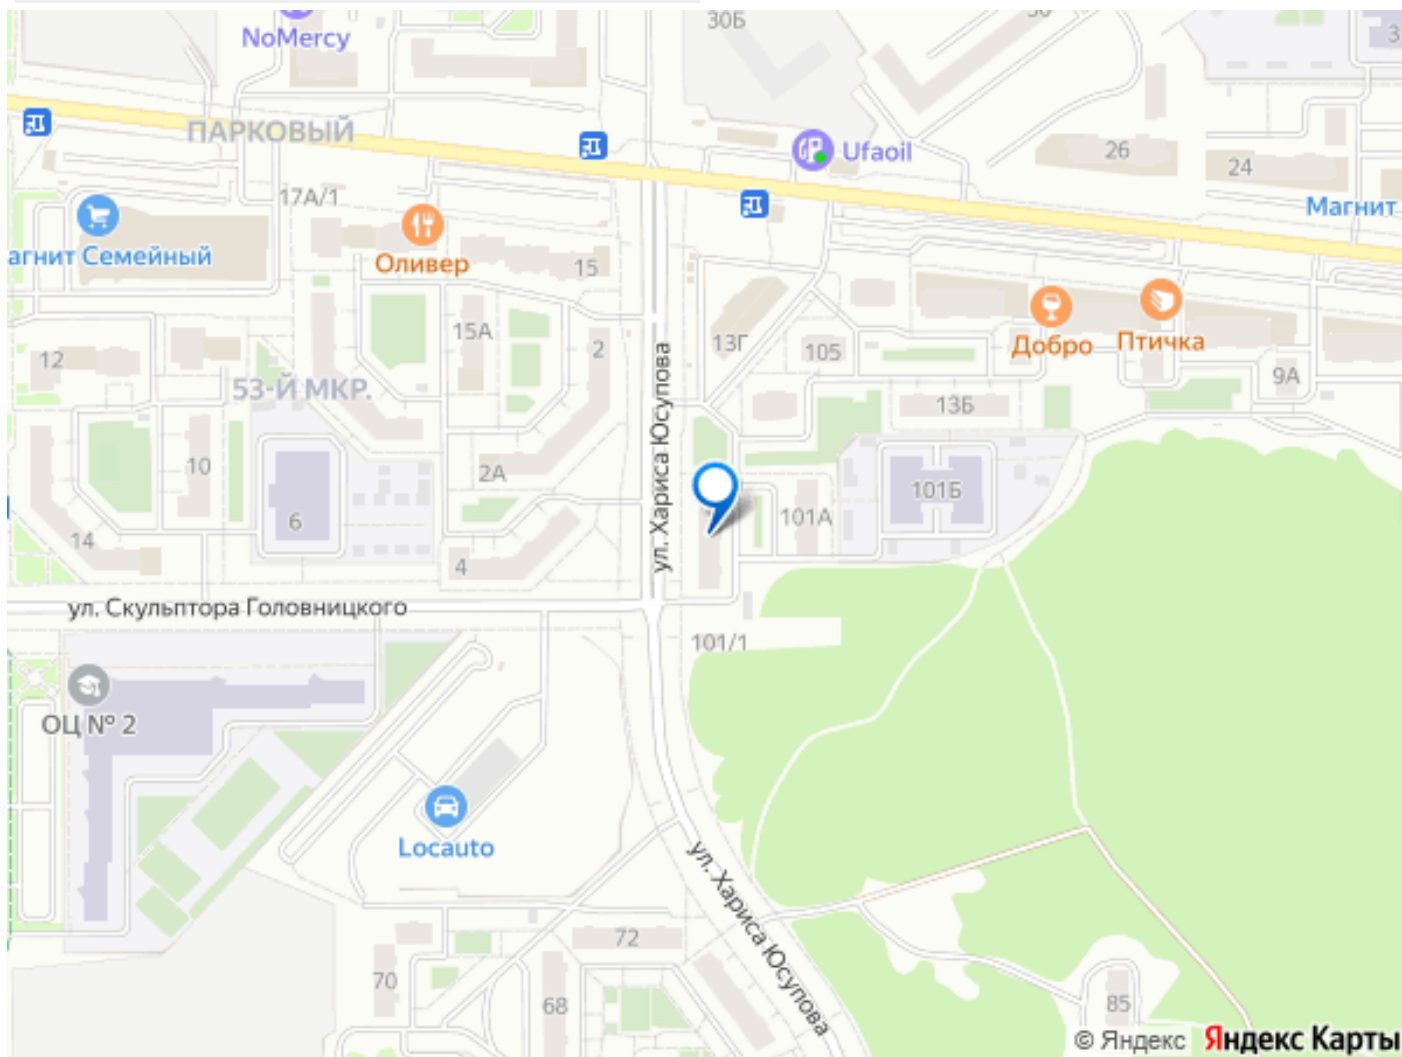 30Б
NoMercy
ПАРКОВЫЙ
Ufaoil
26
24
17А/1
Магнит
агнит Семейный
Оливер
15
15А
2
13Г
105
Добро
Птичка
9А
12
53-Й МКР.
13Б
ул. Хариса Юсупова
10
2А
101Б
6
101А
14
4
ул. Скульптора Головницкого
101/1
ОЦ № 2
Locauto
ул. Хариса Юсупова
72
70
68
85
© Яндекс Яндекс Карты